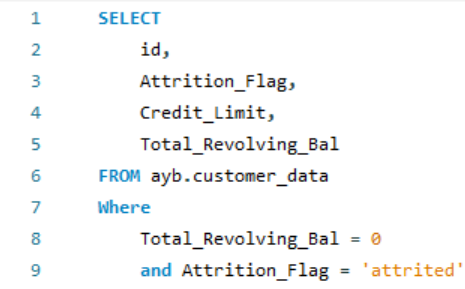 1 SELECT
2 id,
3 Attrition_Flag,
4 Credit_Limit,
5 Total_Revolving_Bal
6 FROM ayb.customer_data
7 Where
8 Total_Revolving_Bal = 0
9 and Attrition_Flag = 'attrited'